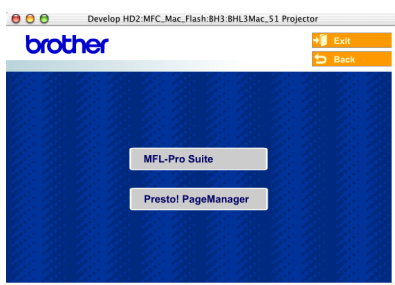 Develop HD2:MFC_Mac_Flash:BH3:BHL3Mac_51 Projector
brother
Exit
Back
MFL-Pro Suite
Presto! PageManager